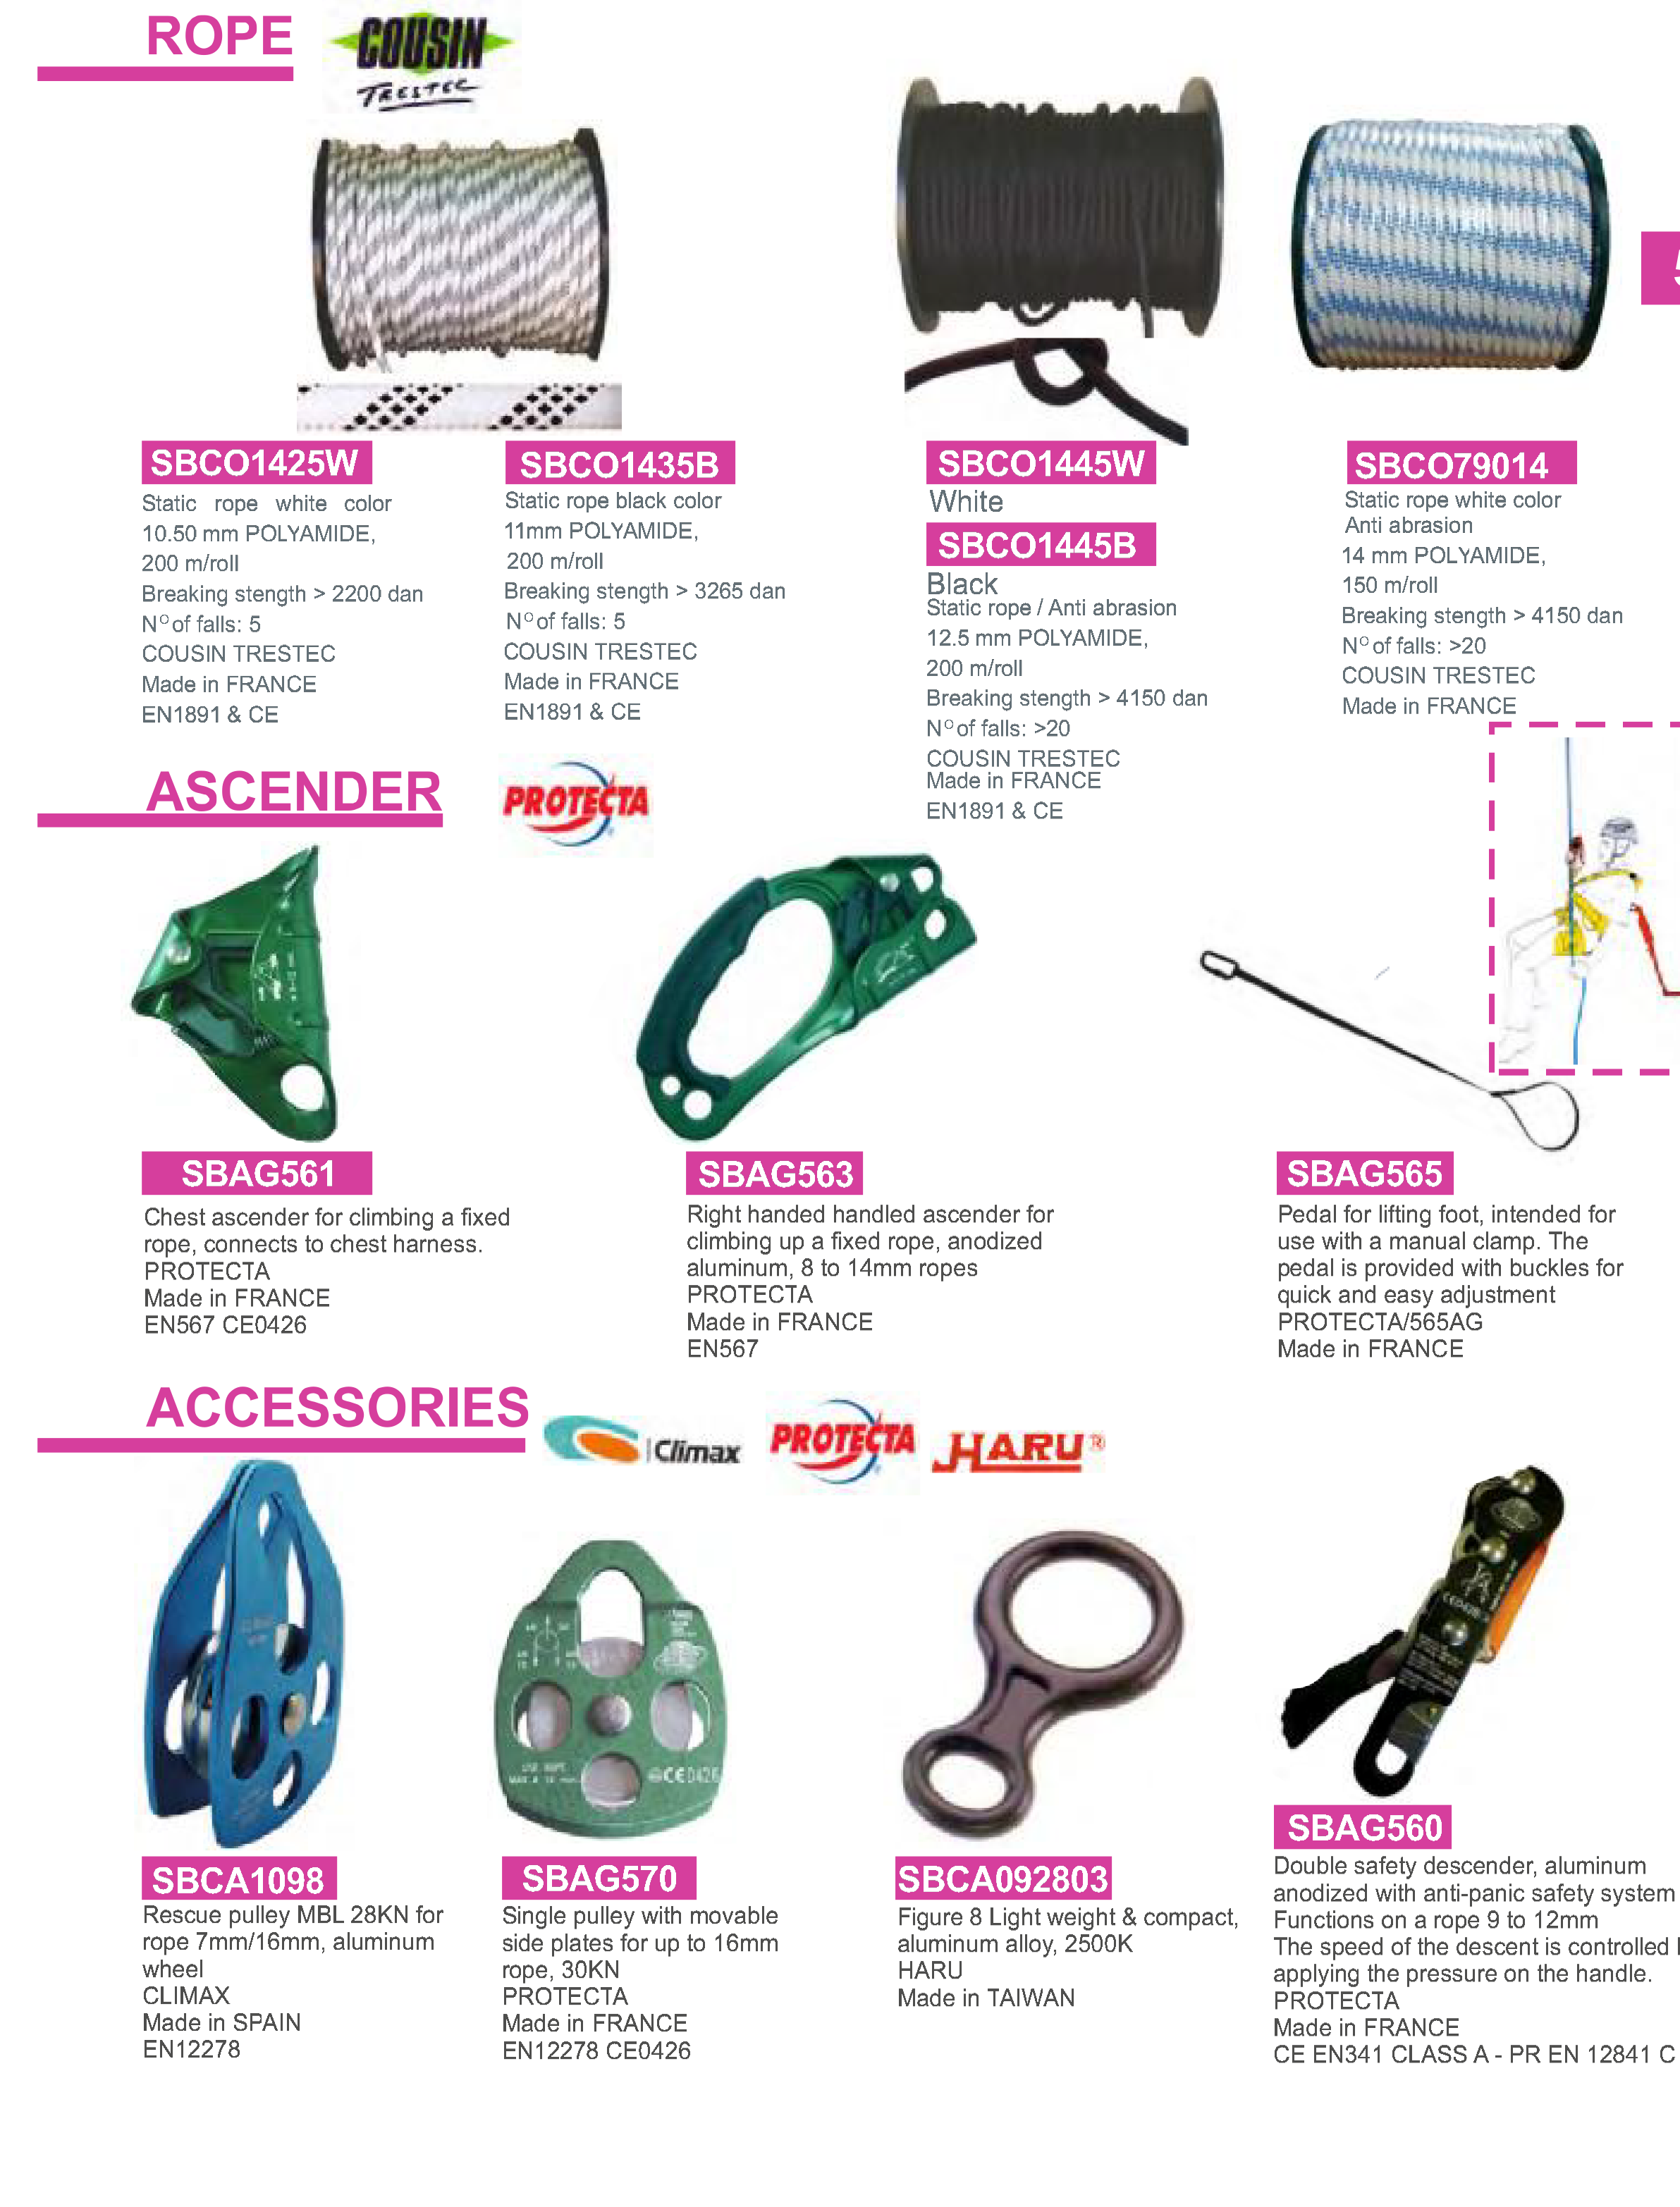 ROPE
COUSIN
TRESTEC
SBCO1425W
Static rope white color
10.50 mm POLYAMIDE,
200 m/roll
Breaking stength > 2200 dan
N° of falls: 5
COUSIN TRESTEC
Made in FRANCE
EN1891 & CE
SBCO1435B
Static rope black color
11mm POLYAMIDE,
200 m/roll
Breaking stength > 3265 dan
N° of falls: 5
COUSIN TRESTEC
Made in FRANCE
EN1891 & CE
SBCO1445W
White
SBCO1445B
Black
Static rope / Anti abrasion
12.5 mm POLYAMIDE,
200 m/roll
Breaking stength > 4150 dan
N° of falls: >20
COUSIN TRESTEC
Made in FRANCE
EN1891 & CE
SBCO79014
Static rope white color
Anti abrasion
14 mm POLYAMIDE,
150 m/roll
Breaking stength > 4150 dan
N° of falls: >20
COUSIN TRESTEC
Made in FRANCE
ASCENDER
PROTECTA
SBAG561
Chest ascender for climbing a fixed
rope, connects to chest harness.
PROTECTA
Made in FRANCE
EN567 CE0426
SBAG563
Right handed handled ascender for
climbing up a fixed rope, anodized
aluminum, 8 to 14mm ropes
PROTECTA
Made in FRANCE
EN567
SBAG565
Pedal for lifting foot, intended for
use with a manual clamp. The
pedal is provided with buckles for
quick and easy adjustment
PROTECTA/565AG
Made in FRANCE
ACCESSORIES
Climax
PROTECTA
HARU®
CE0426
SBCA1098
Rescue pulley MBL 28KN for
rope 7mm/16mm, aluminum
wheel
CLIMAX
Made in SPAIN
EN12278
SBAG570
Single pulley with movable
side plates for up to 16mm
rope, 30KN
PROTECTA
Made in FRANCE
EN12278 CE0426
SBCA092803
Figure 8 Light weight & compact,
aluminum alloy, 2500K
HARU
Made in TAIWAN
SBAG560
Double safety descender, aluminum
anodized with anti-panic safety system
Functions on a rope 9 to 12mm
The speed of the descent is controlled
applying the pressure on the handle.
PROTECTA
Made in FRANCE
CE EN341 CLASS A - PR EN 12841 C